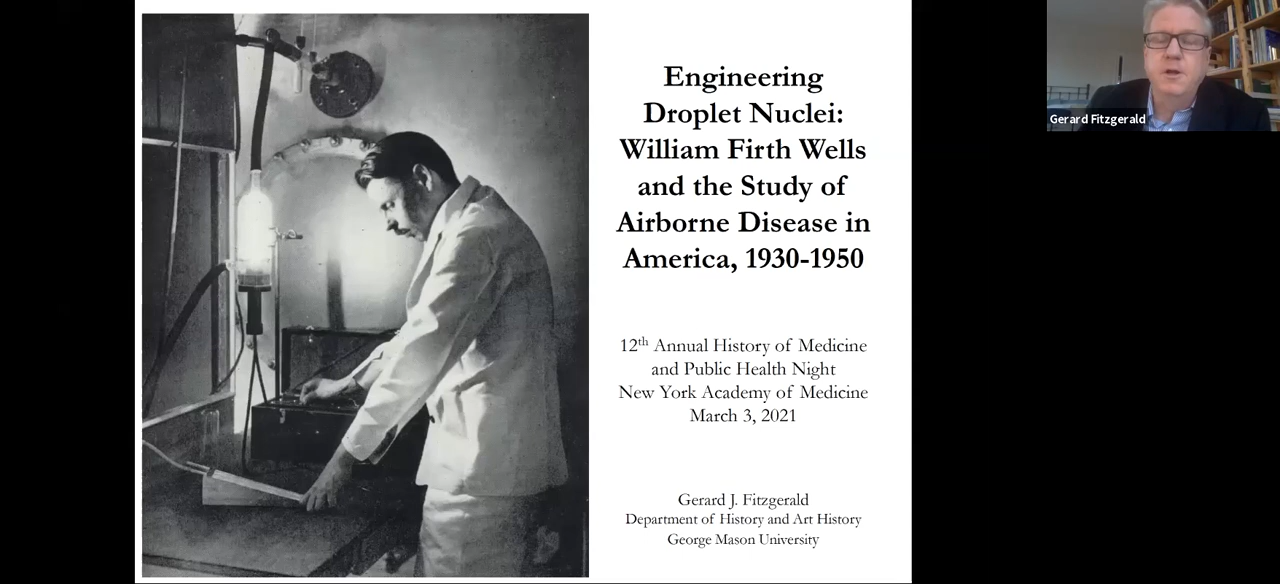 Engineering
Droplet Nuclei:
William Firth Wells
and the Study of
Airborne Disease in
America, 1930-1950
12th Annual History of Medicine
and Public Health Night
New York Academy of Medicine
March 3, 2021
Gerard J. Fitzgerald
Department of History and Art History
George Mason University
Gerard Fitzgerald